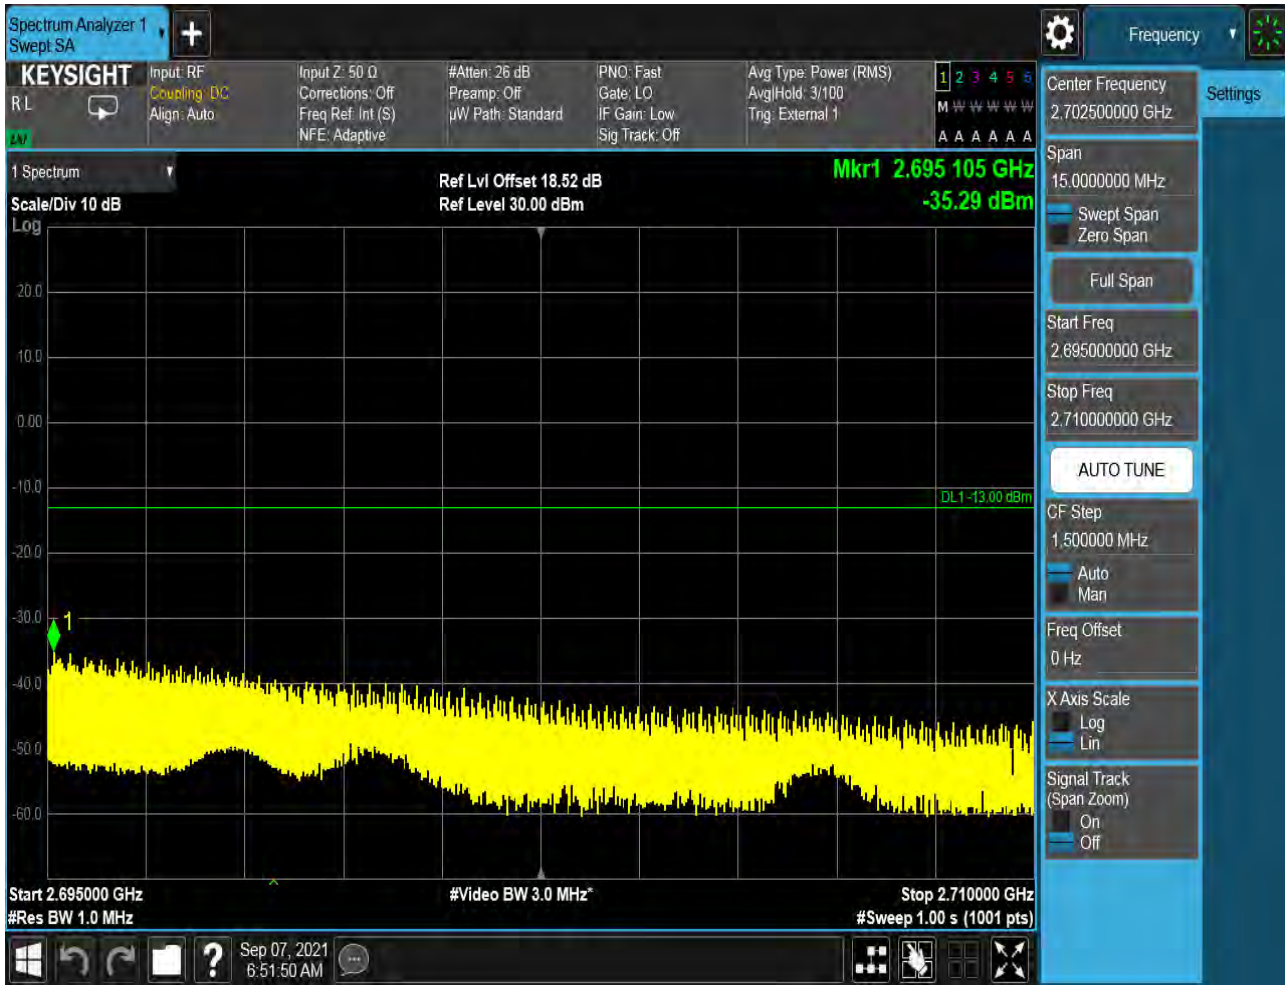 Spectrum Analyzer 1
Swept SA
Frequency
KEYSIGHT
R L
Input: RF
Coupling: DC
Align: Auto
Input Z: 50 Ω
Corrections: Off
Freq Ref: Int (S)
NFE: Adaptive
#Atten: 26 dB
Preamp: Off
µW Path: Standard
PNO: Fast
Gate: LO
IF Gain: Low
Sig Track: Off
Avg Type: Power (RMS)
Avg|Hold: 3/100
Trig: External 1
1 2 3 4 5 6
M W W W W W
A A A A A A
1 Spectrum
Scale/Div 10 dB
Log
Ref Lvl Offset 18.52 dB
Ref Level 30.00 dBm
Mkr1 2.695 105 GHz
-35.29 dBm
20.0
10.0
0.00
-10.0
DL1 -13.00 dBm
-20.0
-30.0
1
-40.0
-50.0
-60.0
Start 2.695000 GHz
#Res BW 1.0 MHz
#Video BW 3.0 MHz*
Stop 2.710000 GHz
#Sweep 1.00 s (1001 pts)
Sep 07, 2021
6:51:50 AM
?
Center Frequency
2.702500000 GHz
Settings
Span
15.0000000 MHz
Swept Span
Zero Span
Full Span
Start Freq
2.695000000 GHz
Stop Freq
2.710000000 GHz
AUTO TUNE
CF Step
1.500000 MHz
Auto
Man
Freq Offset
0 Hz
X Axis Scale
Log
Lin
Signal Track
(Span Zoom)
On
Off